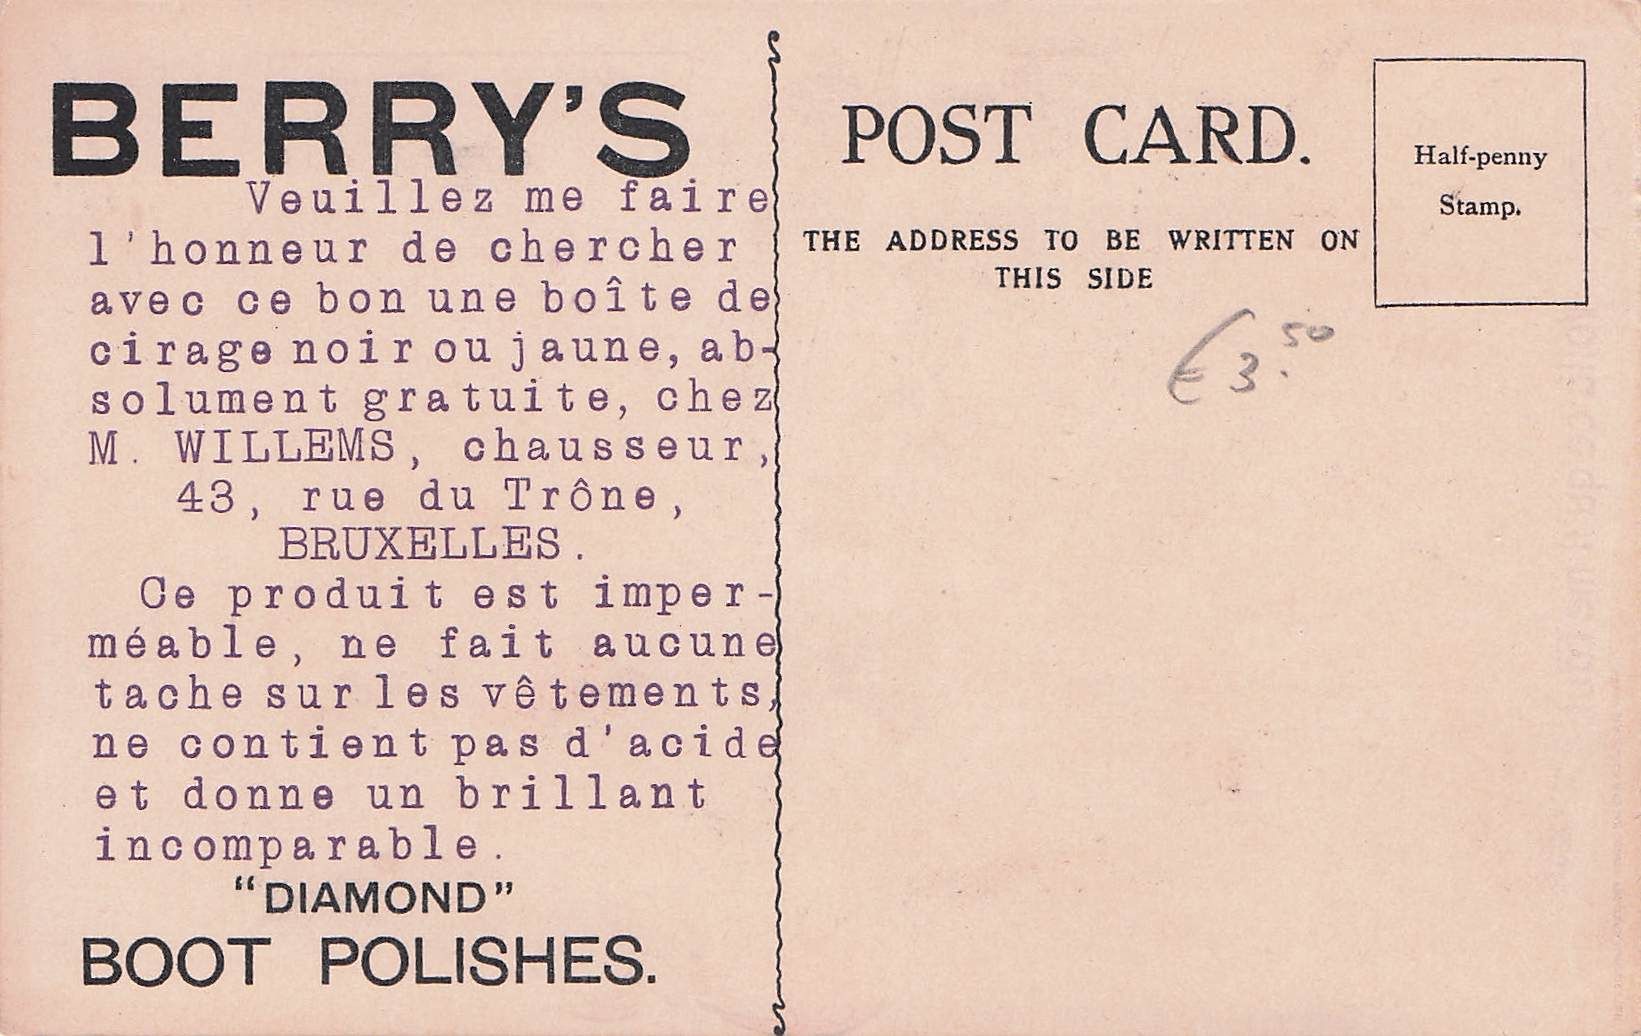 BERRY'S
Veuillez me faire
l'honneur de chercher
avec ce bon une boîte de
cirage noir ou jaune, ab-
solument gratuite, chez
M. WILLEMS, chausseur,
43, rue du Trône,
BRUXELLES.
Ce produit est imper-
méable, ne fait aucune
tache sur les vêtements,
ne contient pas d'acide
et donne un brillant
incomparable.
"DIAMOND"
BOOT POLISHES.
POST CARD.
THE ADDRESS TO BE WRITTEN ON
THIS SIDE
Half-penny
Stamp.
€ 3.50